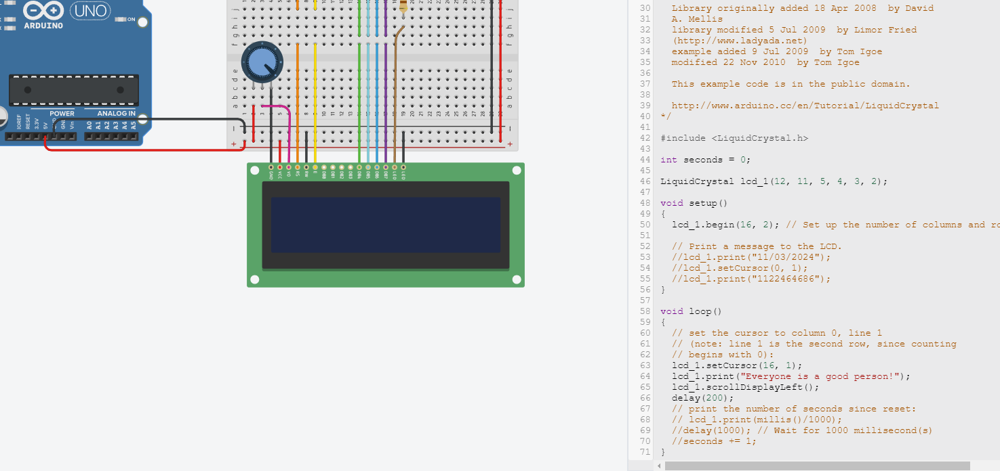 UNO
ARDUINO
ON
POWER
ANALOG IN
IOREF
RESET
3.3V
5V
GND
Vin
A0
A1
A2
A3
A4
A5
j
i
h
g
f
e
d
c
b
a
j
i
h
g
f
e
d
c
b
a
+
+
GND
VCC
V0
RS
RW
E
DB0
DB1
DB2
DB3
DB4
DB5
DB6
DB7
LED
LED
30 Library originally added 18 Apr 2008  by David
31 A. Mellis
32 library modified 5 Jul 2009  by Limor Fried
33 (http://www.ladyada.net)
34 example added 9 Jul 2009  by Tom Igoe
35 modified 22 Nov 2010  by Tom Igoe
36
37 This example code is in the public domain.
38
39 http://www.arduino.cc/en/Tutorial/LiquidCrystal
40 */
41
42 #include <LiquidCrystal.h>
43
44 int seconds = 0;
45
46 LiquidCrystal lcd_1(12, 11, 5, 4, 3, 2);
47
48 void setup()
49 {
50 lcd_1.begin(16, 2); // Set up the number of columns and ro
51
52 // Print a message to the LCD.
53 //lcd_1.print("11/03/2024");
54 //lcd_1.setCursor(0, 1);
55 //lcd_1.print("1122464686");
56 }
57
58 void loop()
59 {
60 // set the cursor to column 0, line 1
61 // (note: line 1 is the second row, since counting
62 // begins with 0):
63 lcd_1.setCursor(16, 1);
64 lcd_1.print("Everyone is a good person!");
65 lcd_1.scrollDisplayLeft();
66 delay(200);
67 // print the number of seconds since reset:
68 // lcd_1.print(millis()/1000);
69 //delay(1000); // Wait for 1000 millisecond(s)
70 //seconds += 1;
71 }